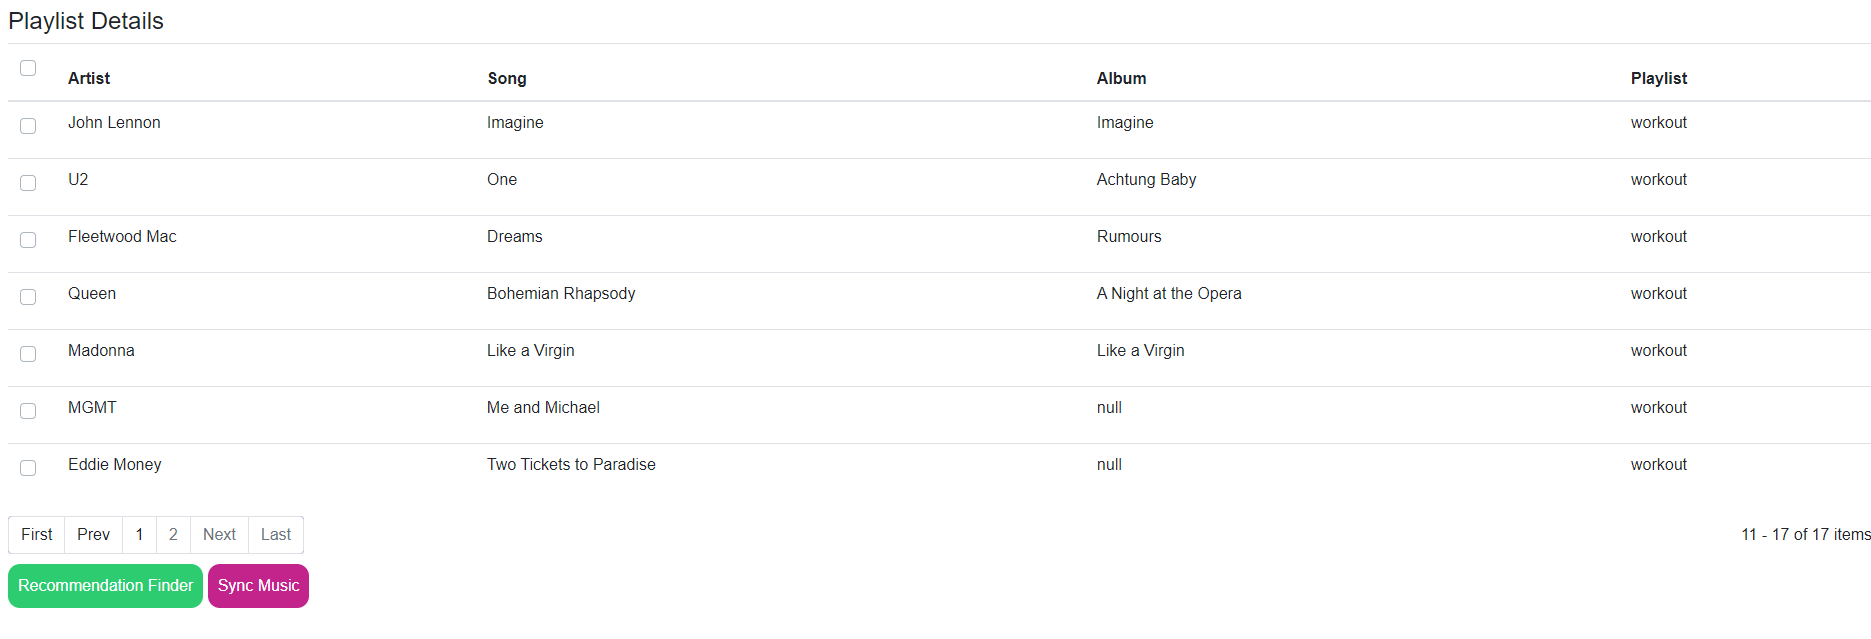 Playlist Details
Artist Song Album Playlist
John Lennon Imagine Imagine workout
U2 One Achtung Baby workout
Fleetwood Mac Dreams Rumours workout
Queen Bohemian Rhapsody A Night at the Opera workout
Madonna Like a Virgin Like a Virgin workout
MGMT Me and Michael null workout
Eddie Money Two Tickets to Paradise null workout
First Prev 1 2 Next Last 11 - 17 of 17 items
Recommendation Finder Sync Music